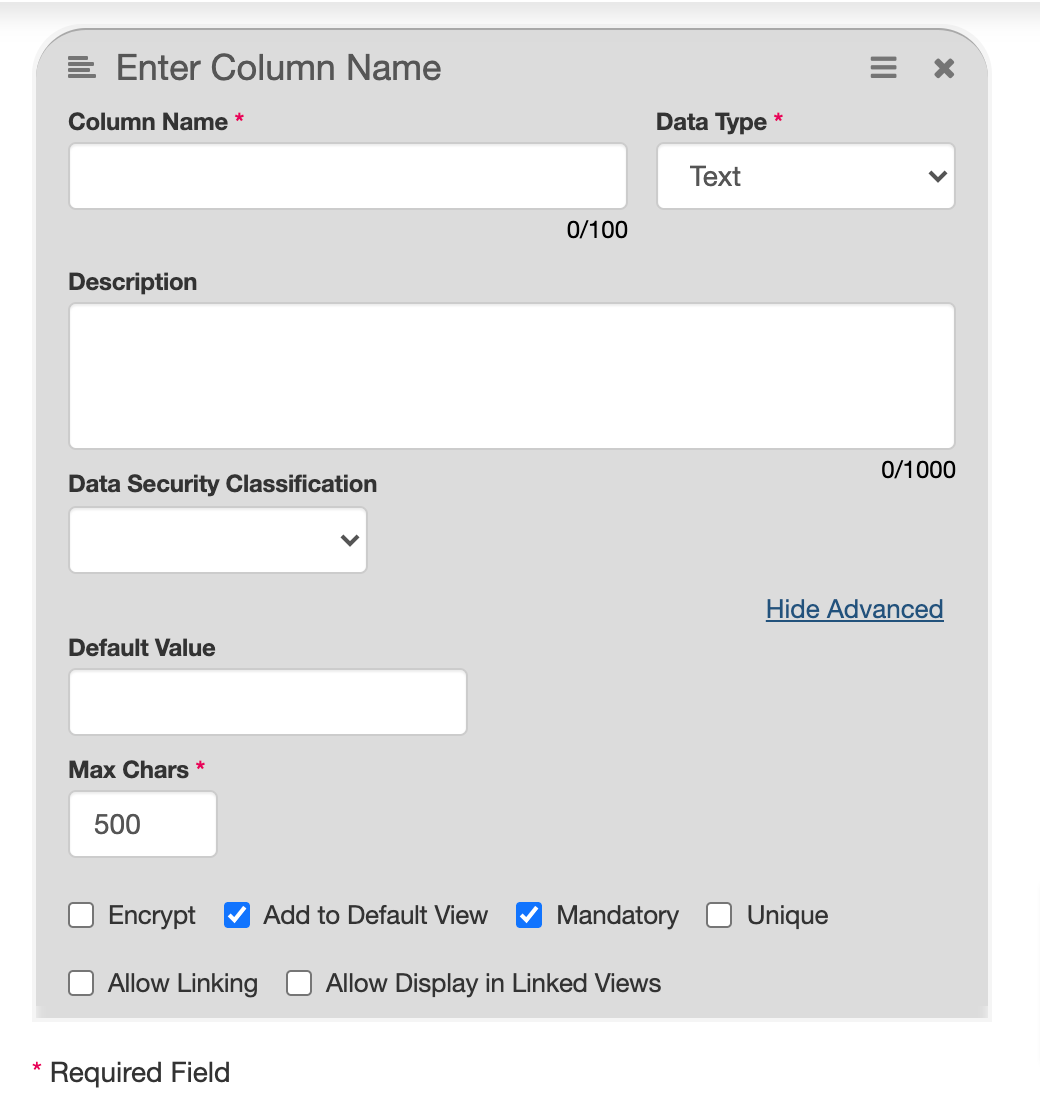 Enter Column Name
Column Name * Data Type *
Text
0/100
Description
0/1000
Data Security Classification
Hide Advanced
Default Value
Max Chars *
500
Encrypt Add to Default View Mandatory Unique
Allow Linking Allow Display in Linked Views
* Required Field